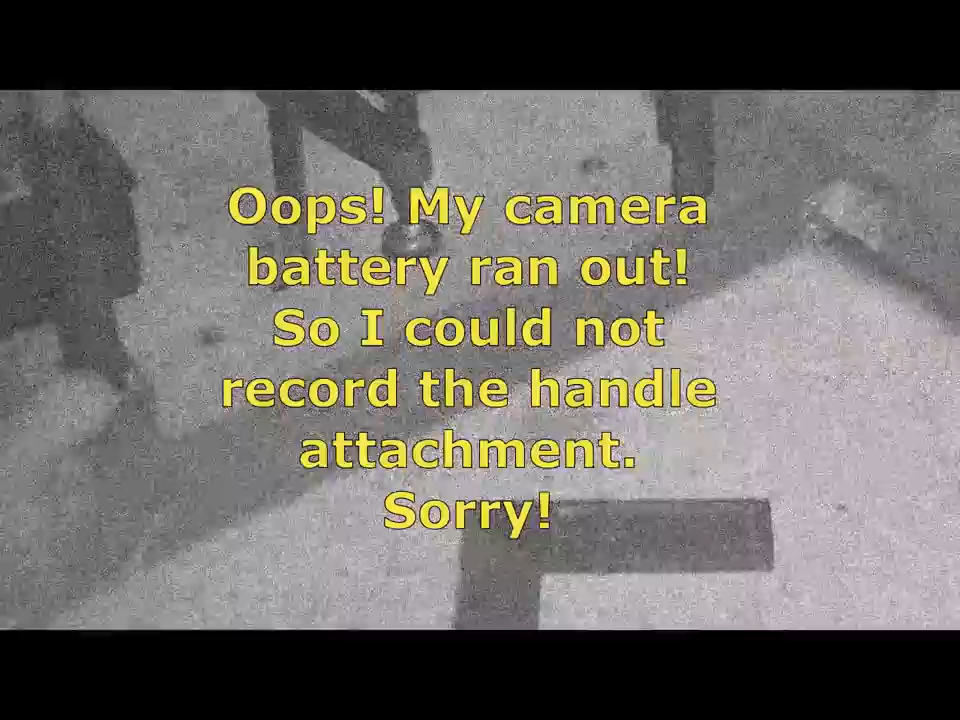 Oops! My camera
battery ran out!
So I could not
record the handle
attachment.
Sorry!